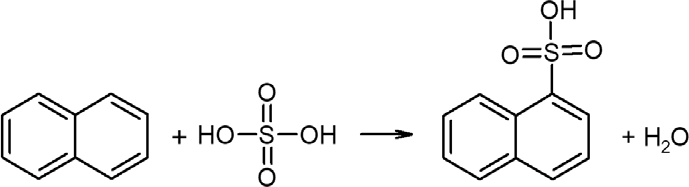 OH
O=S=O
O
+ HO-S-OH
O
+ H₂O